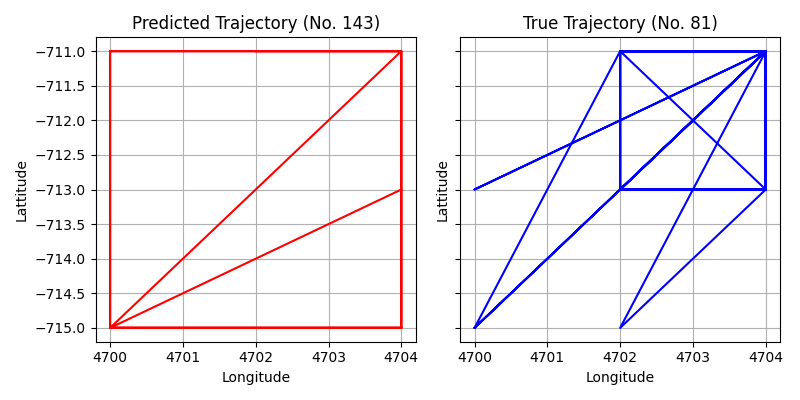 Predicted Trajectory (No. 143)
True Trajectory (No. 81)
−711.0
−711.5
−712.0
−712.5
−713.0
−713.5
−714.0
−714.5
−715.0
Lattitude
Lattitude
4700 4701 4702 4703 4704
4700 4701 4702 4703 4704
Longitude
Longitude